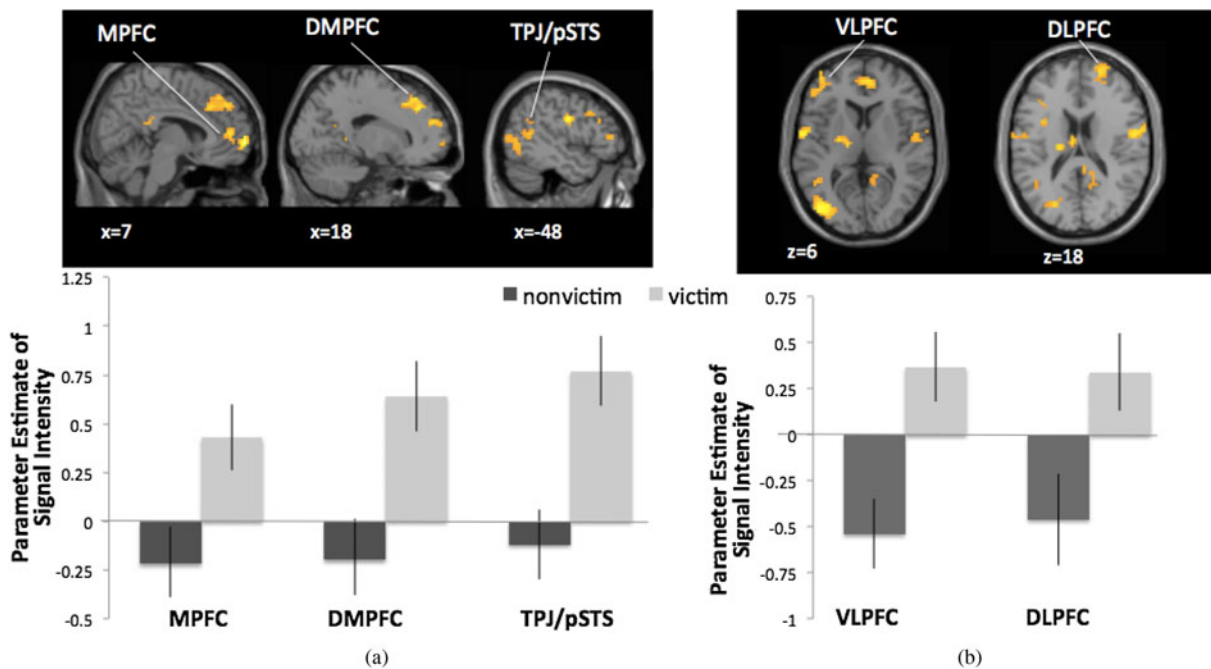 MPFC
DMPFC
TPJ/pSTS
x=7
x=18
x=-48
VLPFC
DLPFC
z=6
z=18
nonvictim
victim
Parameter Estimate of
Signal Intensity
1.25
1
0.75
0.5
0.25
0
-0.25
-0.5
MPFC
DMPFC
TPJ/pSTS
(a)
Parameter Estimate of
Signal Intensity
0.75
0.5
0.25
0
-0.25
-0.5
-0.75
-1
VLPFC
DLPFC
(b)